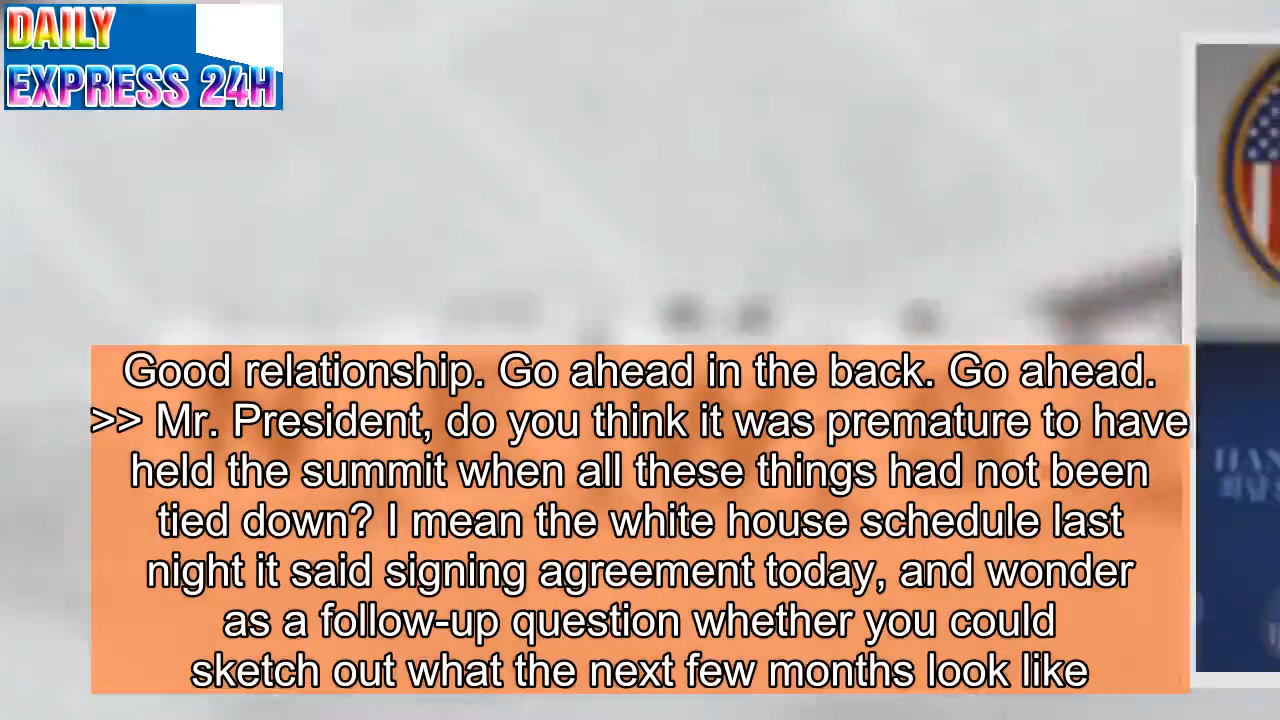 DAILY
EXPRESS 24H
Good relationship. Go ahead in the back. Go ahead.
>> Mr. President, do you think it was premature to have
held the summit when all these things had not been
tied down? I mean the white house schedule last
night it said signing agreement today, and wonder
as a follow-up question whether you could
sketch out what the next few months look like